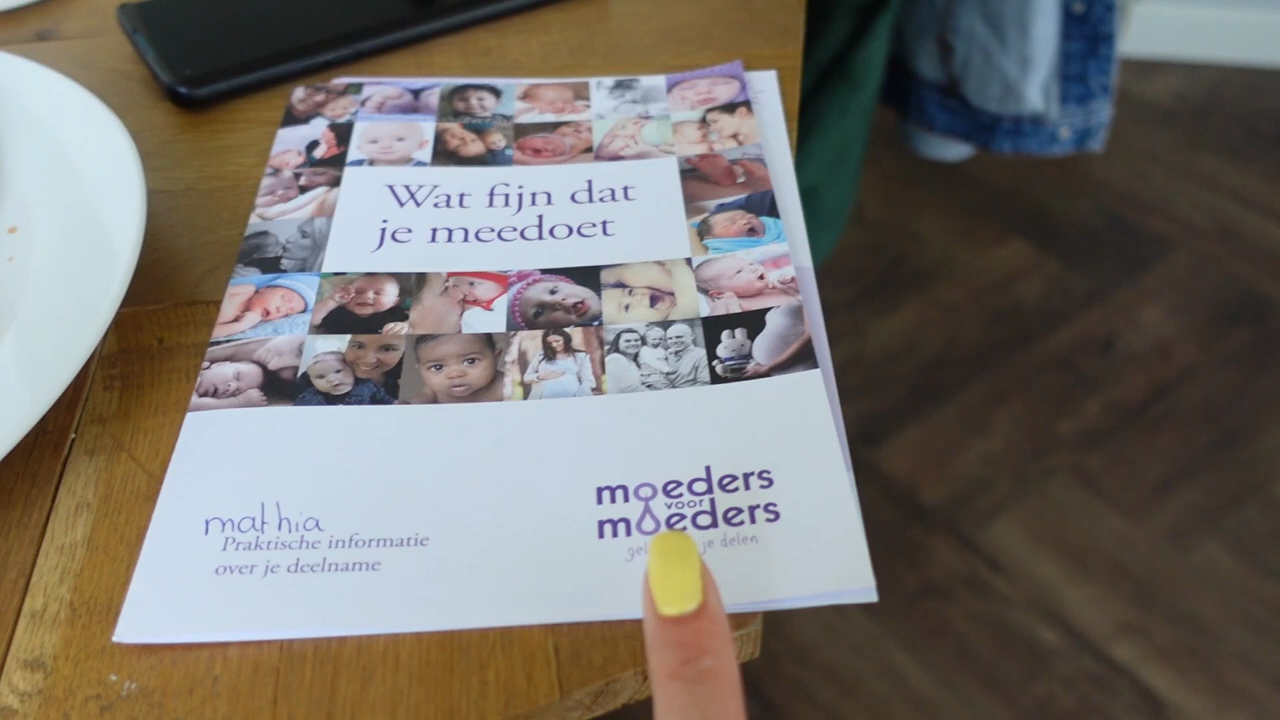 Wat fijn dat
je meedoet
mathia
Praktische informatie
over je deelname
moeders
voor
moeders
je delen